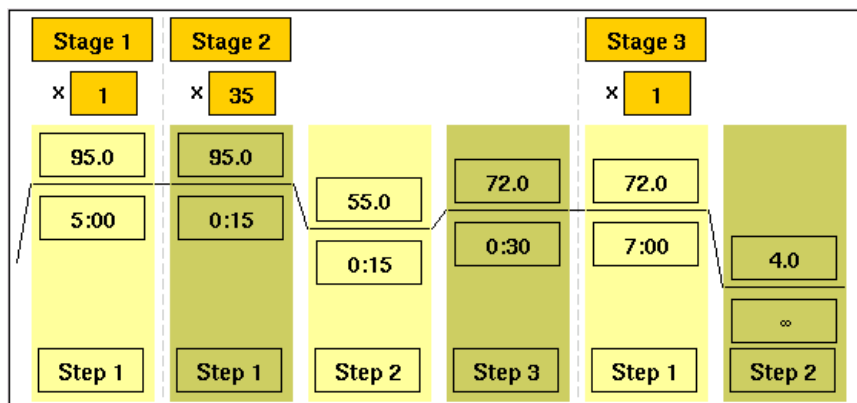 Stage 1 Stage 2 Stage 3
x 1 x 35 x 1
95.0 95.0 55.0 72.0 72.0 4.0
5:00 0:15 0:15 0:30 7:00 ∞
Step 1 Step 1 Step 2 Step 3 Step 1 Step 2